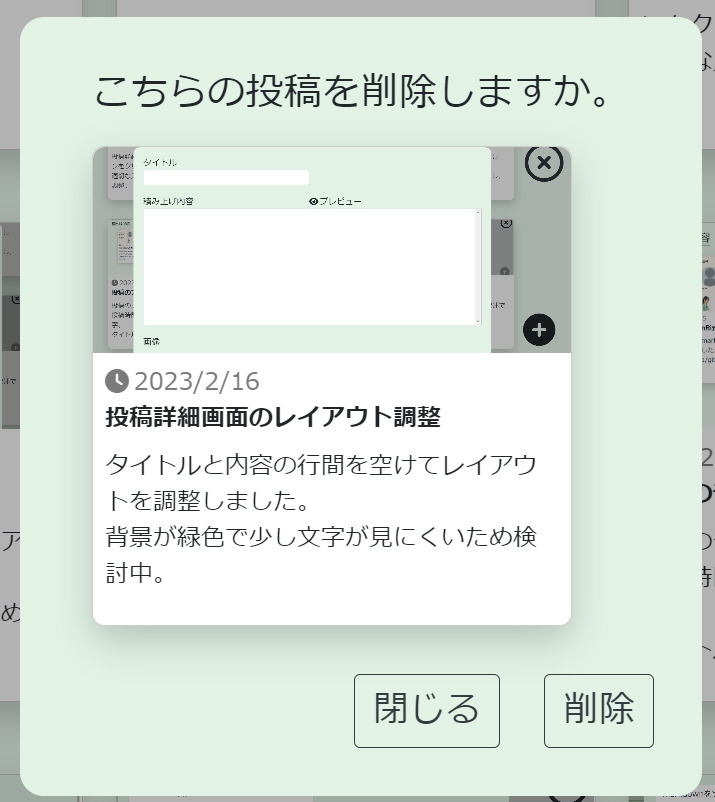 こちらの投稿を削除しますか。
タイトル
積み上げ内容
プレビュー
画像
2023/2/16
投稿詳細画面のレイアウト調整
タイトルと内容の行間を空けてレイアウ
トを調整しました。
背景が緑色で少し文字が見にくいため検
討中。
閉じる
削除